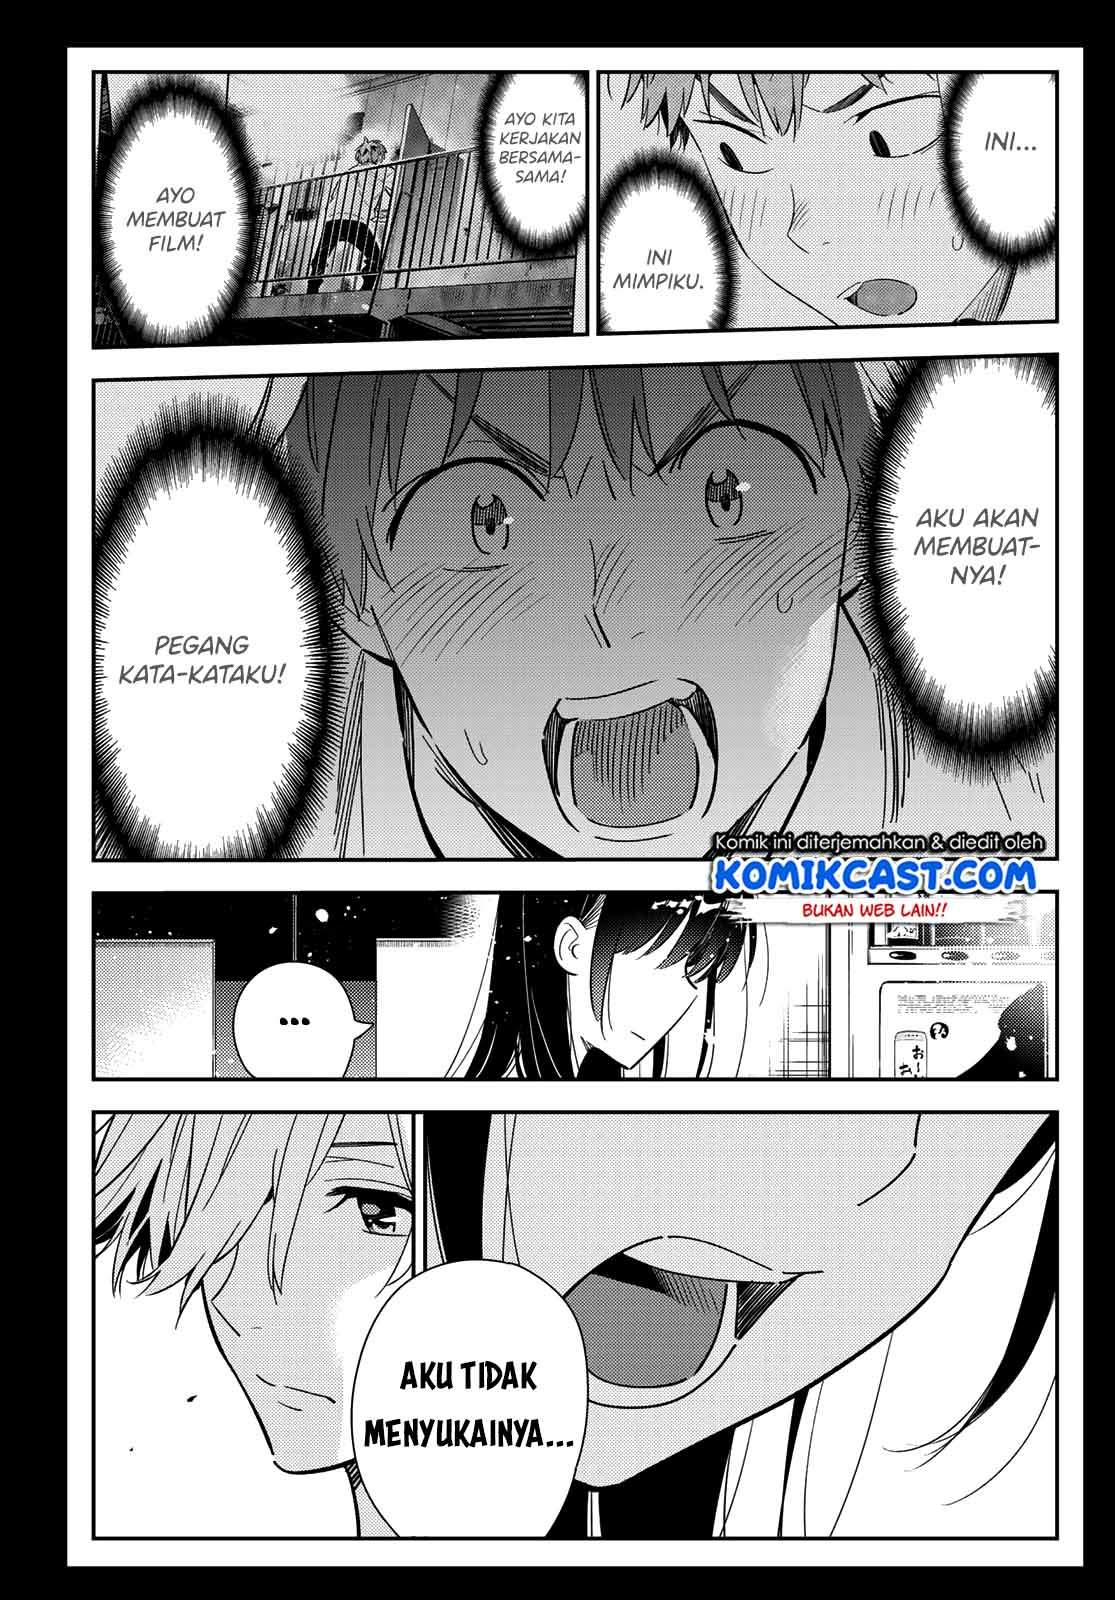 INI...
INI
MIMPIKU.
AYO KITA
KERJAKAN
BERSAMA-
SAMA!
AYO
MEMBUAT
FILM!
AKU AKAN
MEMBUAT-
NYA!
PEGANG
KATA-KATAKU!
Komik ini diterjemahkan & diedit oleh
KOMIKCAST.COM
BUKAN WEB LAIN!!
...
AKU TIDAK
MENYUKAINYA...